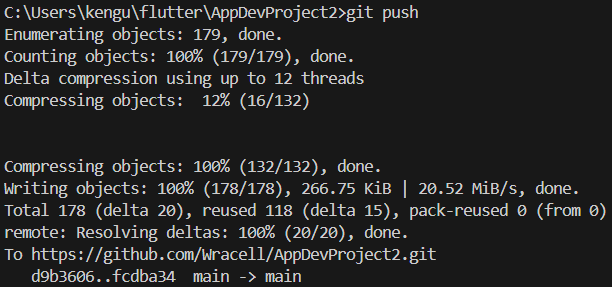 C:\Users\kengu\flutter\AppDevProject2>git push
Enumerating objects: 179, done.
Counting objects: 100% (179/179), done.
Delta compression using up to 12 threads
Compressing objects:  12% (16/132)
Compressing objects: 100% (132/132), done.
Writing objects: 100% (178/178), 266.75 KiB | 20.52 MiB/s, done.
Total 178 (delta 20), reused 118 (delta 15), pack-reused 0 (from 0)
remote: Resolving deltas: 100% (20/20), done.
To https://github.com/Wracell/AppDevProject2.git
   d9b3606..fcdba34  main -> main